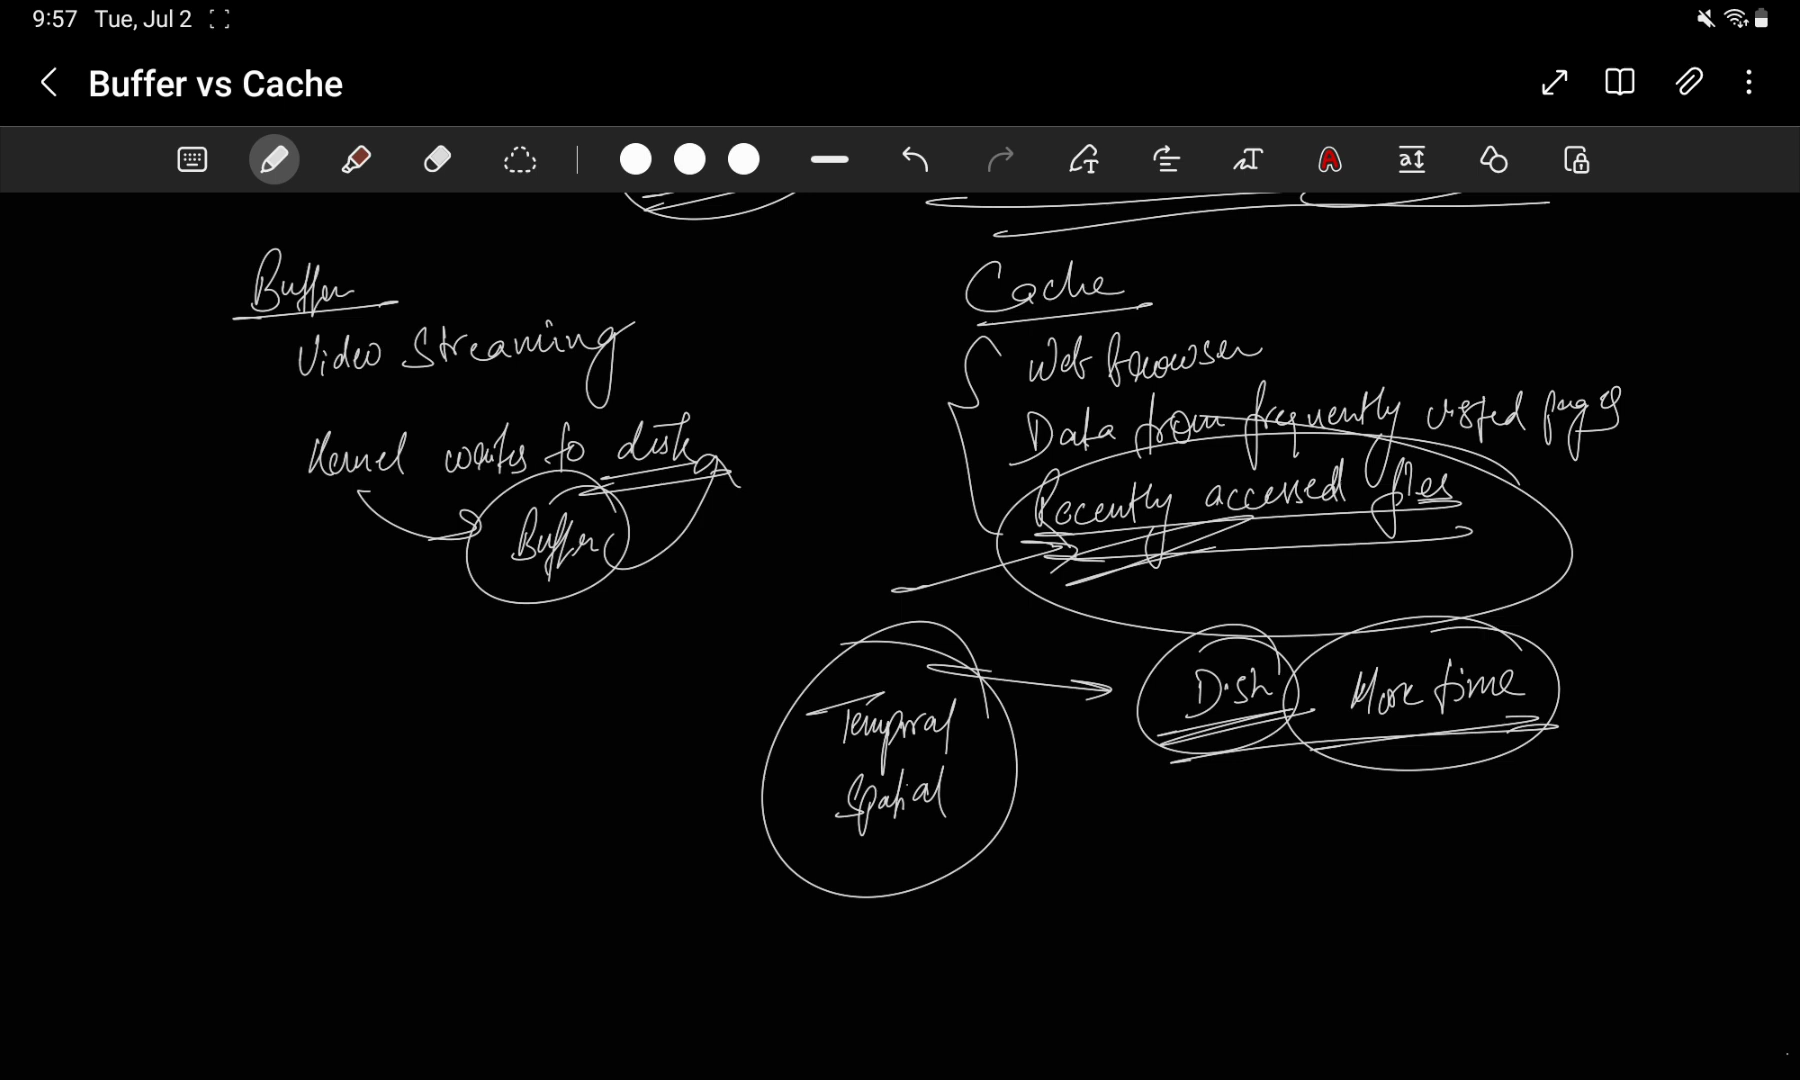 9:57 Tue, Jul 2
Buffer vs Cache
Buffer
Video Streaming
Kernel writes to disk
Buffer
Cache
Web browser
Data from frequently visited pages
Recently accessed files
Temporal
Spatial
Disk
More time